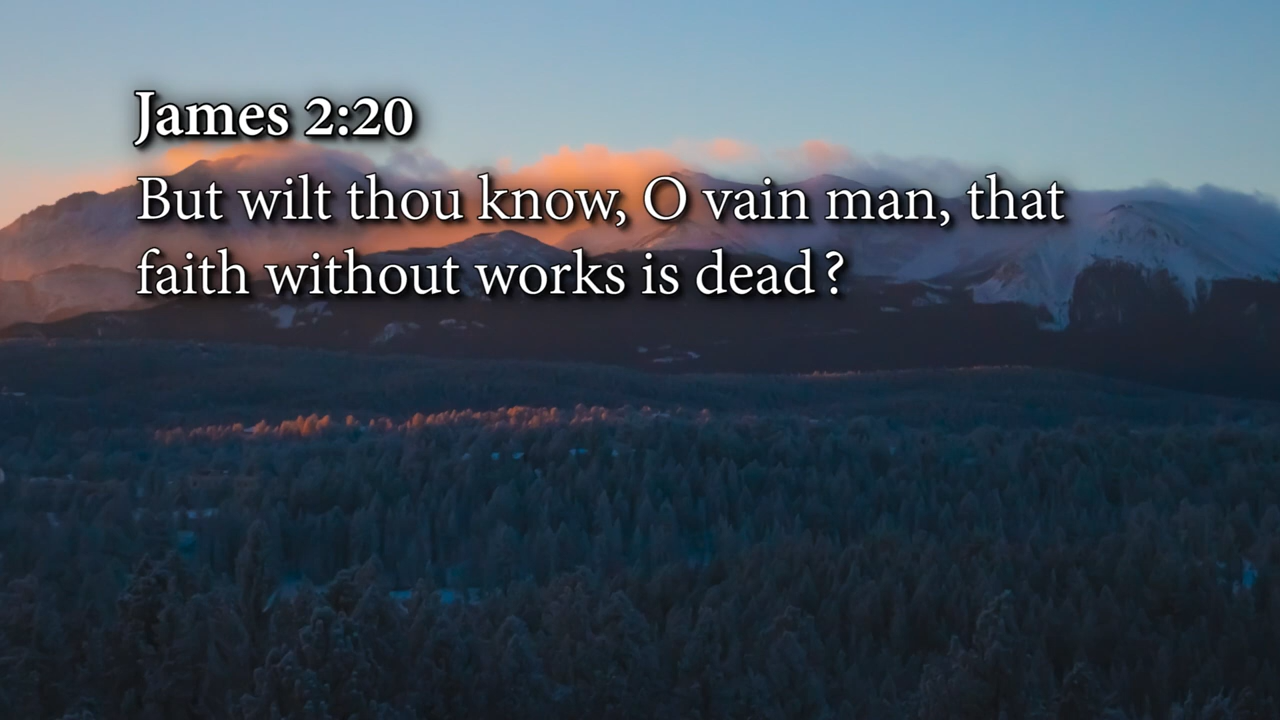 James 2:20
But wilt thou know, O vain man, that
faith without works is dead?